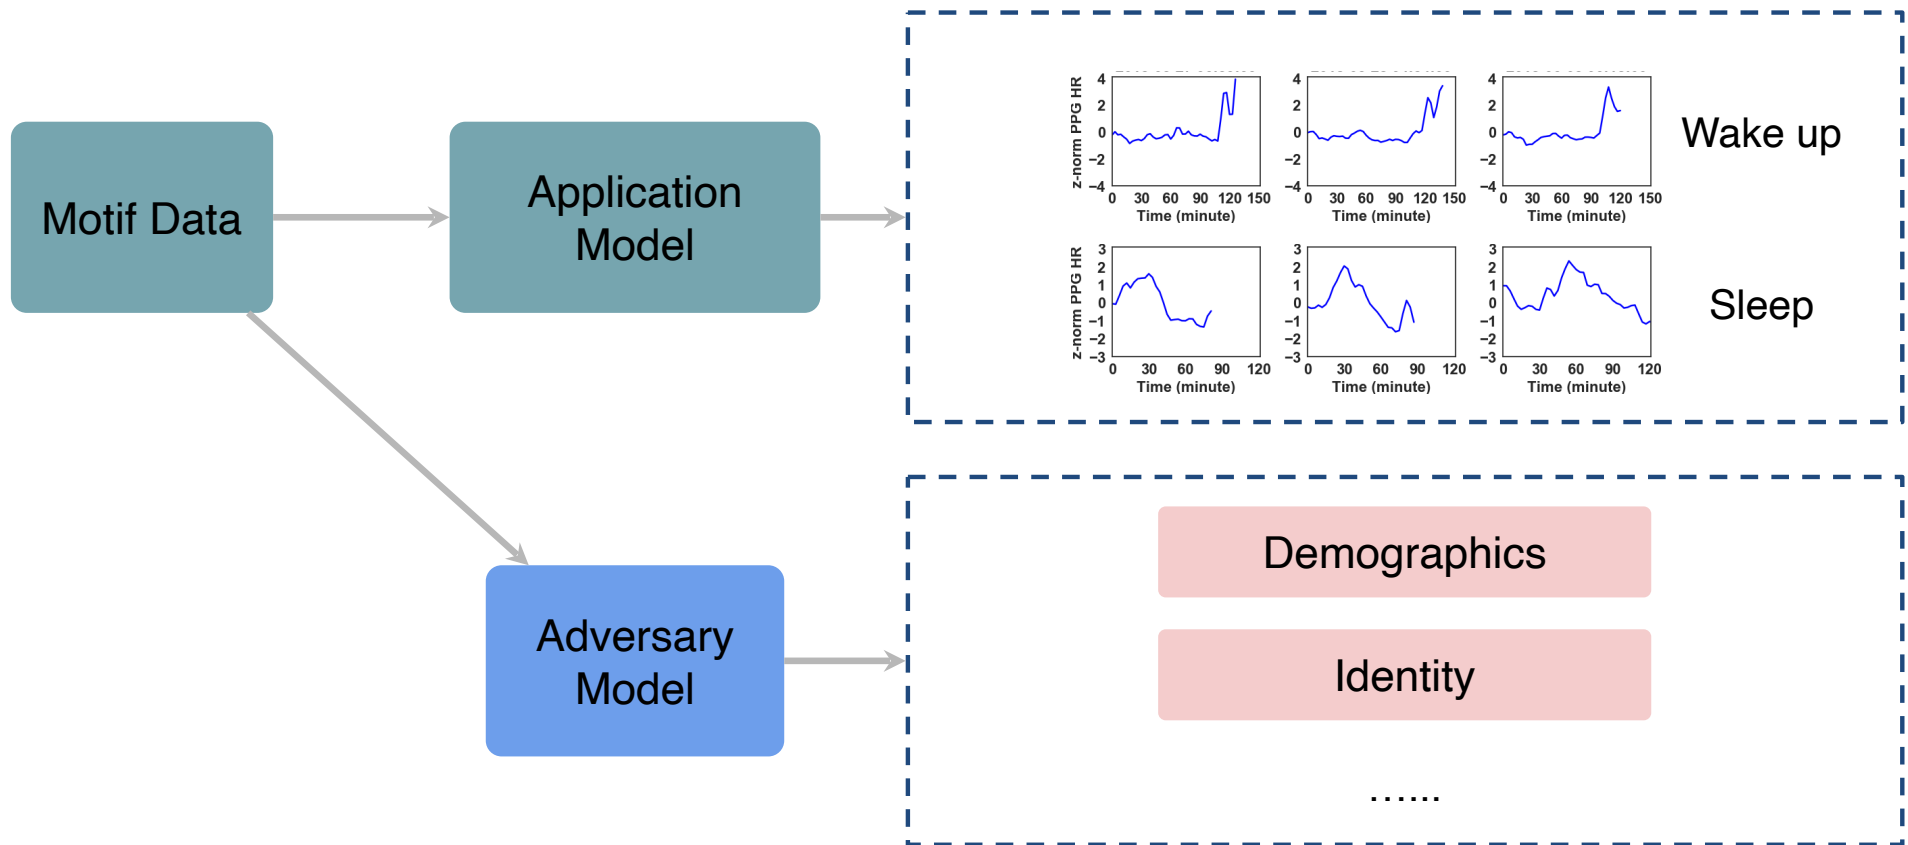 Motif Data
Application
Model
Adversary
Model
z-norm PPG HR
4
2
0
−2
−4
0 30 60 90 120 150
Time (minute)
4
2
0
−2
−4
0 30 60 90 120 150
Time (minute)
4
2
0
−2
−4
0 30 60 90 120 150
Time (minute)
Wake up
z-norm PPG HR
3
2
1
0
−1
−2
−3
0 30 60 90 120
Time (minute)
3
2
1
0
−1
−2
−3
0 30 60 90 120
Time (minute)
3
2
1
0
−1
−2
−3
0 30 60 90 120
Time (minute)
Sleep
Demographics
Identity
…...